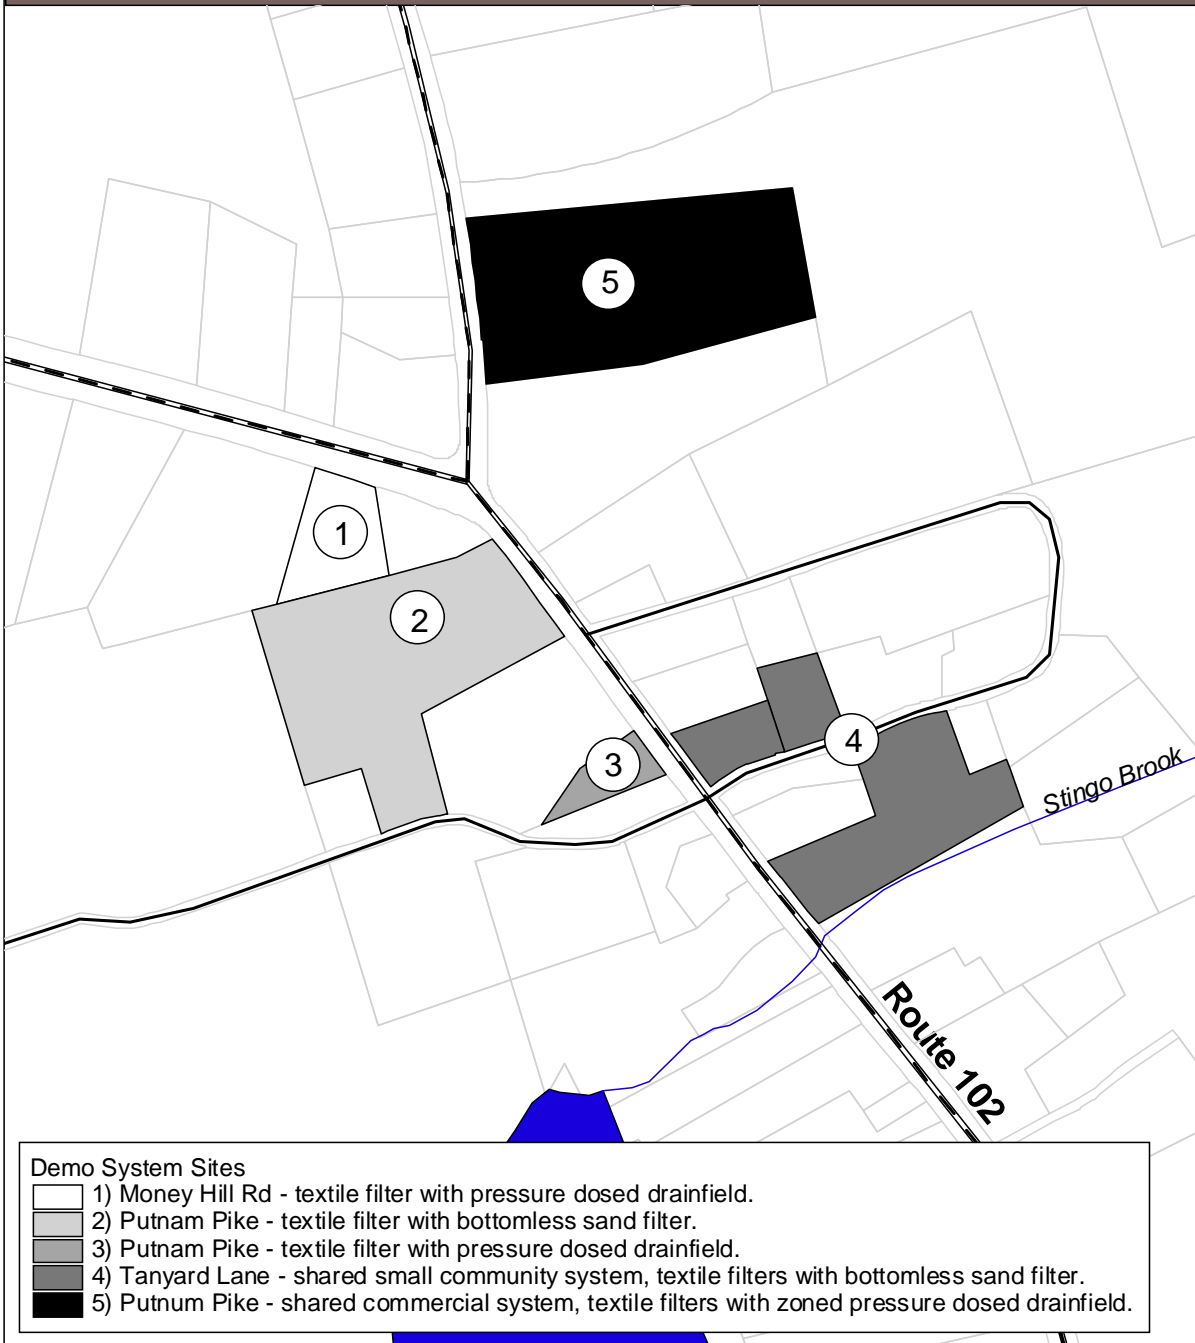 5
1
2
3
4
Stingo Brook
Route 102
Demo System Sites
1) Money Hill Rd - textile filter with pressure dosed drainfield.
2) Putnam Pike - textile filter with bottomless sand filter.
3) Putnam Pike - textile filter with pressure dosed drainfield.
4) Tanyard Lane - shared small community system, textile filters with bottomless sand filter.
5) Putnum Pike - shared commercial system, textile filters with zoned pressure dosed drainfield.